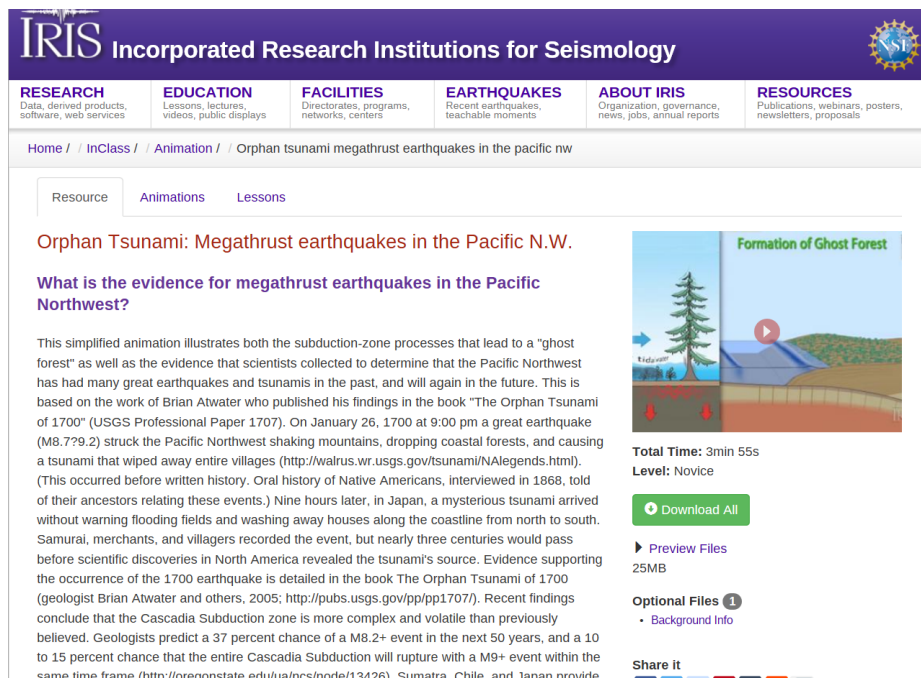 IRIS Incorporated Research Institutions for Seismology
NSF
RESEARCH
Data, derived products,
software, web services
EDUCATION
Lessons, lectures,
videos, public displays
FACILITIES
Directorates, programs,
networks, centers
EARTHQUAKES
Recent earthquakes,
teachable moments
ABOUT IRIS
Organization, governance,
news, jobs, annual reports
RESOURCES
Publications, webinars, posters,
newsletters, proposals
Home / / InClass / / Animation / / Orphan tsunami megathrust earthquakes in the pacific nw
Resource Animations Lessons
Orphan Tsunami: Megathrust earthquakes in the Pacific N.W.
What is the evidence for megathrust earthquakes in the Pacific
Northwest?
This simplified animation illustrates both the subduction-zone processes that lead to a "ghost
forest" as well as the evidence that scientists collected to determine that the Pacific Northwest
has had many great earthquakes and tsunamis in the past, and will again in the future. This is
based on the work of Brian Atwater who published his findings in the book "The Orphan Tsunami
of 1700" (USGS Professional Paper 1707). On January 26, 1700 at 9:00 pm a great earthquake
(M8.7?9.2) struck the Pacific Northwest shaking mountains, dropping coastal forests, and causing
a tsunami that wiped away entire villages (http://walrus.wr.usgs.gov/tsunami/NAlegends.html).
(This occurred before written history. Oral history of Native Americans, interviewed in 1868, told
of their ancestors relating these events.) Nine hours later, in Japan, a mysterious tsunami arrived
without warning flooding fields and washing away houses along the coastline from north to south.
Samurai, merchants, and villagers recorded the event, but nearly three centuries would pass
before scientific discoveries in North America revealed the tsunami's source. Evidence supporting
the occurrence of the 1700 earthquake is detailed in the book The Orphan Tsunami of 1700
(geologist Brian Atwater and others, 2005; http://pubs.usgs.gov/pp/pp1707/). Recent findings
conclude that the Cascadia Subduction zone is more complex and volatile than previously
believed. Geologists predict a 37 percent chance of a M8.2+ event in the next 50 years, and a 10
to 15 percent chance that the entire Cascadia Subduction will rupture with a M9+ event within the
same time frame (http://oregonstate.edu/ua/ncs/node/13426). Sumatra, Chile, and Japan provide
Formation of Ghost Forest
tidewater
Total Time: 3min 55s
Level: Novice
Download All
Preview Files
25MB
Optional Files 1
• Background Info
Share it